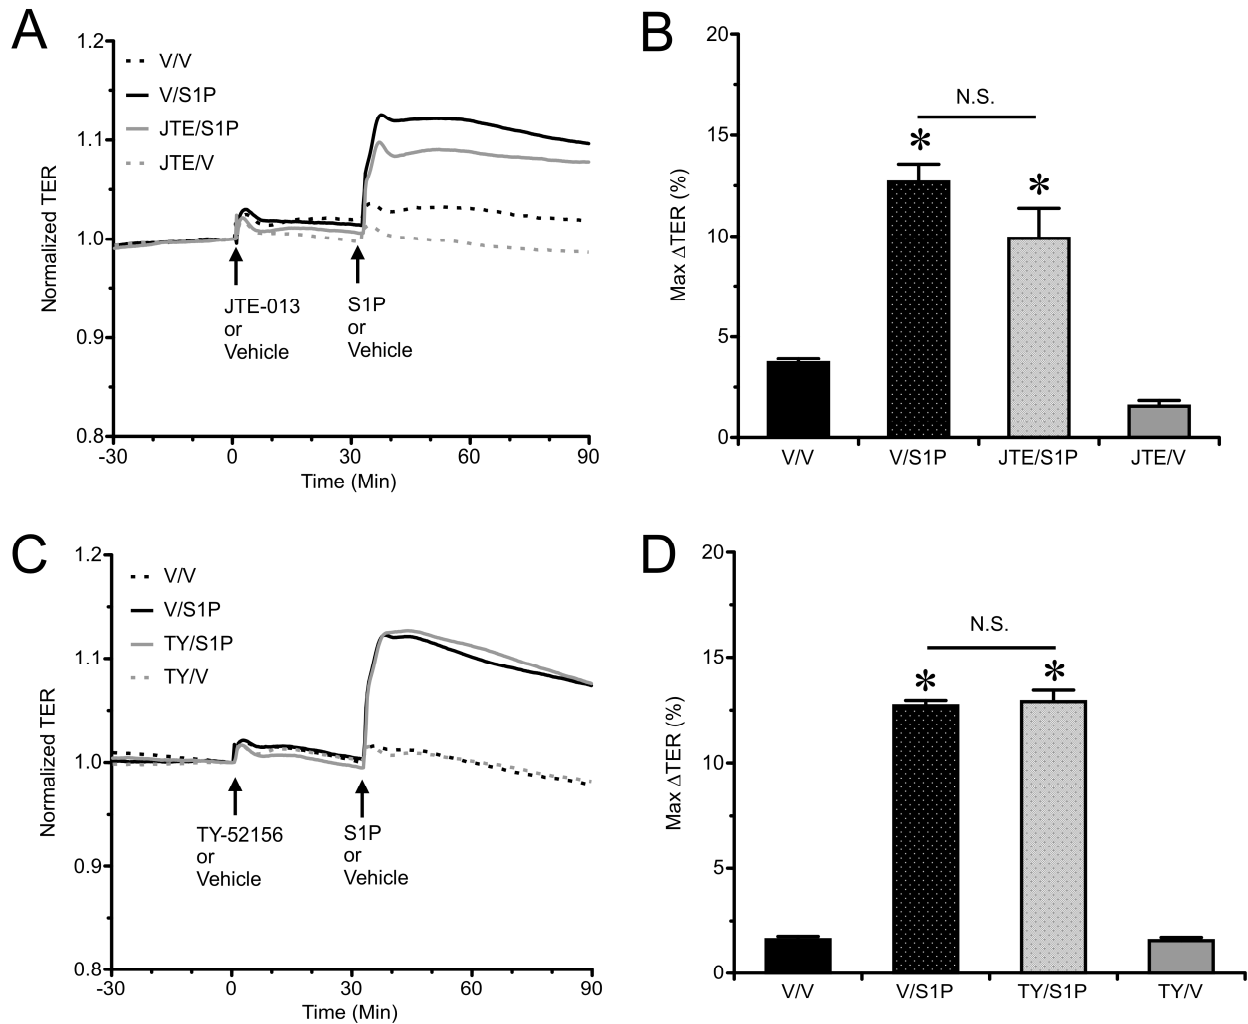 A
1.2
1.1
1.0
0.9
0.8
Normalized TER
V/V
V/S1P
JTE/S1P
JTE/V
JTE-013
or
Vehicle
S1P
or
Vehicle
-30
0
30
60
90
Time (Min)
B
20
15
10
5
0
Max ΔTER (%)
N.S.
*
*
V/V
V/S1P
JTE/S1P
JTE/V
C
1.2
1.1
1.0
0.9
0.8
Normalized TER
V/V
V/S1P
TY/S1P
TY/V
TY-52156
or
Vehicle
S1P
or
Vehicle
-30
0
30
60
90
Time (Min)
D
20
15
10
5
0
Max ΔTER (%)
N.S.
*
*
V/V
V/S1P
TY/S1P
TY/V